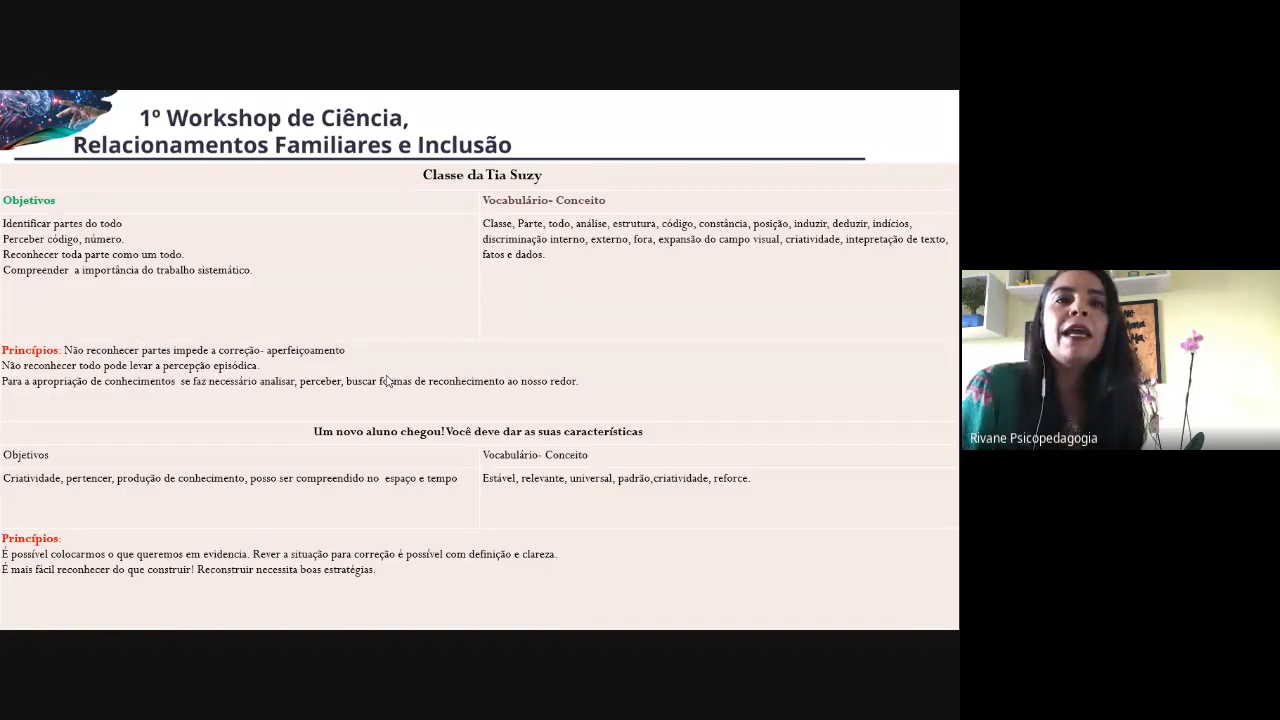 1º Workshop de Ciência,
Relacionamentos Familiares e Inclusão
Classe da Tia Suzy
Objetivos
Vocabulário- Conceito
Identificar partes do todo
Perceber código, número.
Reconhecer toda parte como um todo.
Compreender a importância do trabalho sistemático.
Classe, Parte, todo, análise, estrutura, código, constância, posição, induzir, deduzir, indícios,
discriminação interno, externo, fora, expansão do campo visual, criatividade, intepretação de texto,
fatos e dados.
Princípios: Não reconhecer partes impede a correção- aperfeiçoamento
Não reconhecer todo pode levar a percepção episódica.
Para a apropriação de conhecimentos se faz necessário analisar, perceber, buscar formas de reconhecimento ao nosso redor.
Um novo aluno chegou! Você deve dar as suas características
Objetivos
Vocabulário- Conceito
Criatividade, pertencer, produção de conhecimento, posso ser compreendido no espaço e tempo
Estável, relevante, universal, padrão,criatividade, reforce.
Princípios:
É possível colocarmos o que queremos em evidencia. Rever a situação para correção é possível com definição e clareza.
É mais fácil reconhecer do que construir! Reconstruir necessita boas estratégias.
Rivane Psicopedagogia